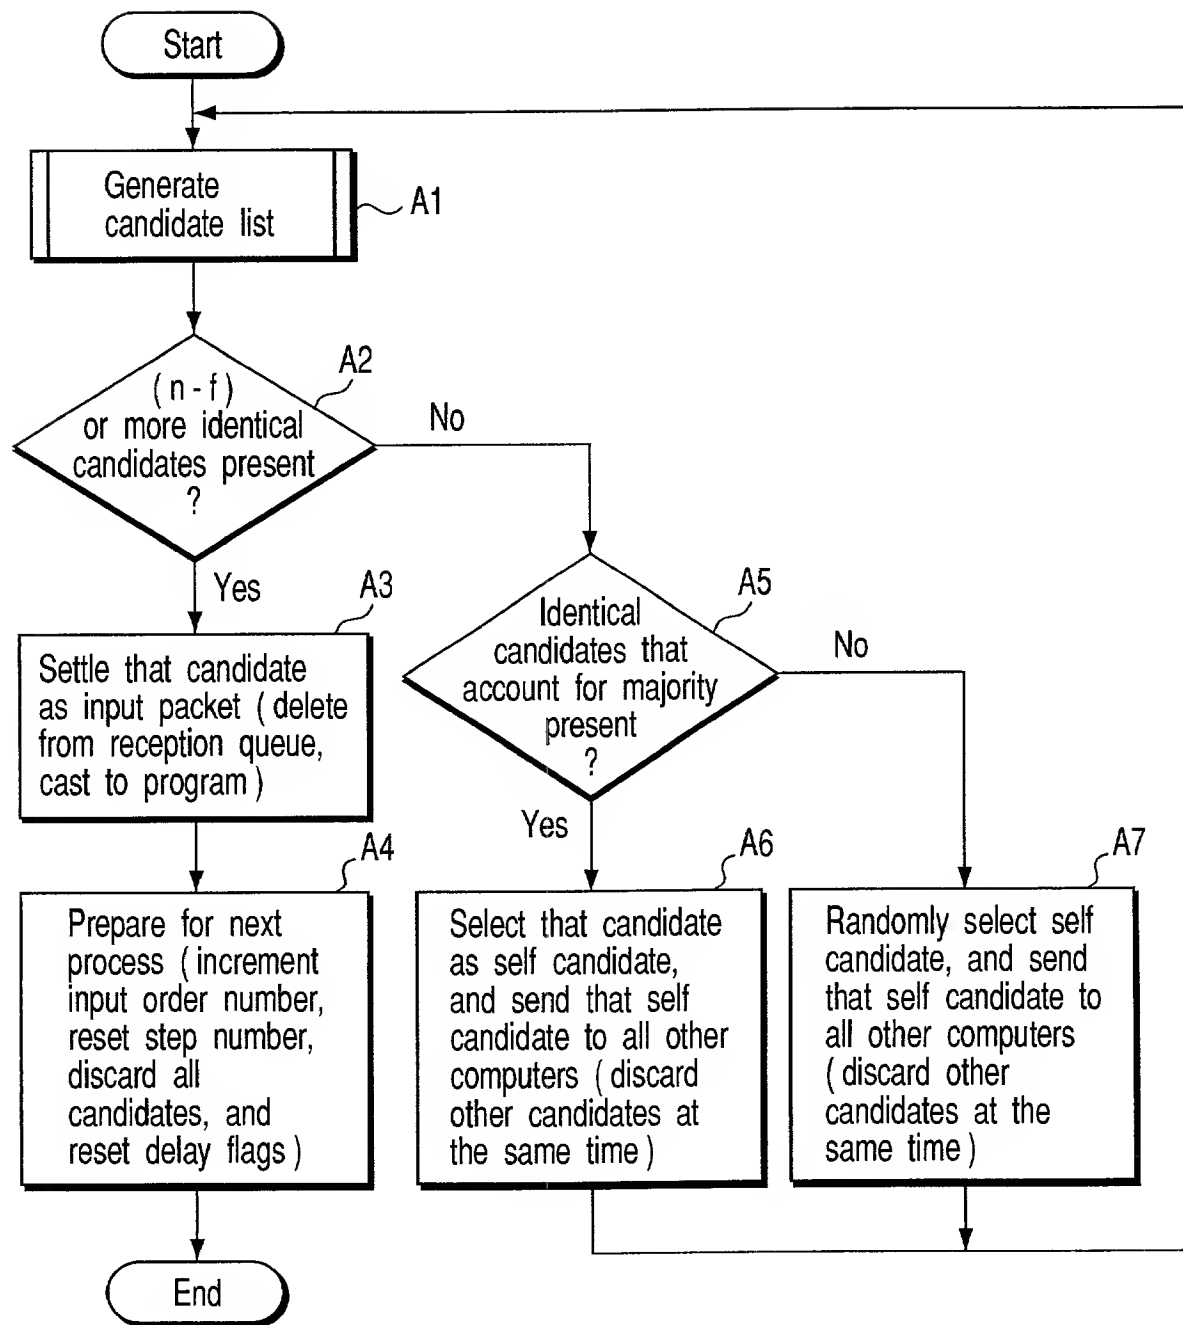 Start
Generate
candidate list
A1
A2
( n - f )
or more identical
candidates present
?
No
Yes
A3
Settle that candidate
as input packet ( delete
from reception queue,
cast to program )
A4
Prepare for next
process ( increment
input order number,
reset step number,
discard all
candidates, and
reset delay flags )
End
A5
Identical
candidates that
account for majority
present
?
No
Yes
A6
Select that candidate
as self candidate,
and send that self
candidate to all other
computers ( discard
other candidates at
the same time )
A7
Randomly select self
candidate, and send
that self candidate to
all other computers
( discard other
candidates at the
same time )